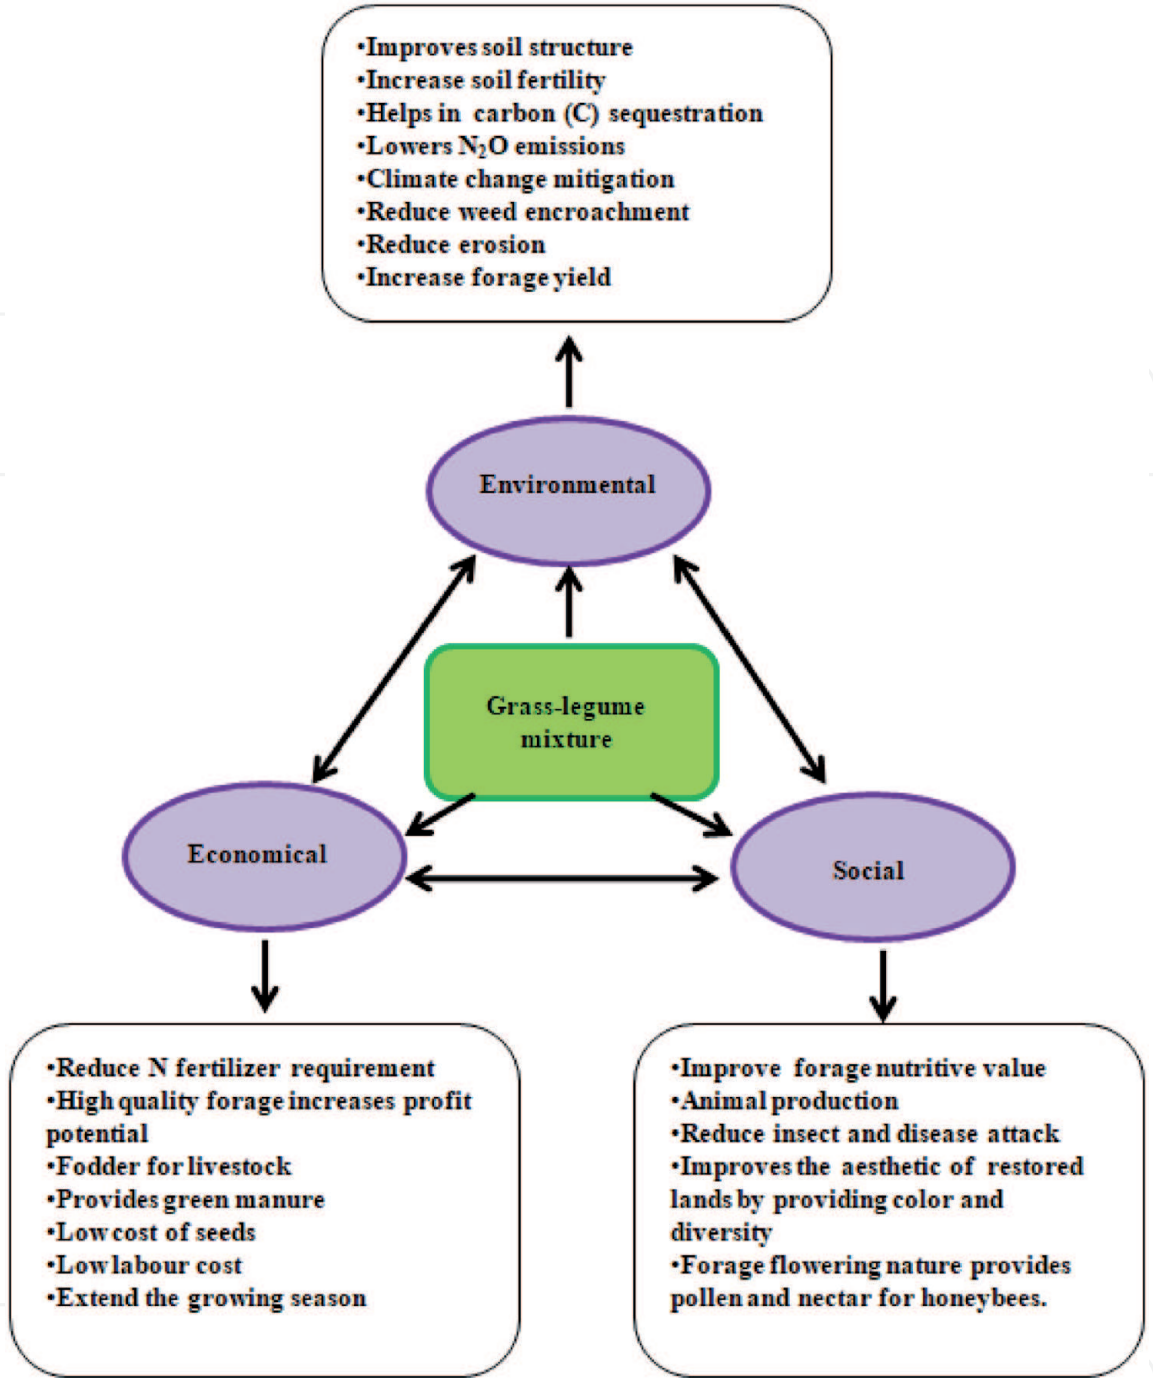 •Improves soil structure
•Increase soil fertility
•Helps in carbon (C) sequestration
•Lowers N₂O emissions
•Climate change mitigation
•Reduce weed encroachment
•Reduce erosion
•Increase forage yield
Environmental
Grass-legume
mixture
Economical
Social
•Reduce N fertilizer requirement
•High quality forage increases profit
potential
•Fodder for livestock
•Provides green manure
•Low cost of seeds
•Low labour cost
•Extend the growing season
•Improve forage nutritive value
•Animal production
•Reduce insect and disease attack
•Improves the aesthetic of restored
lands by providing color and
diversity
•Forage flowering nature provides
pollen and nectar for honeybees.